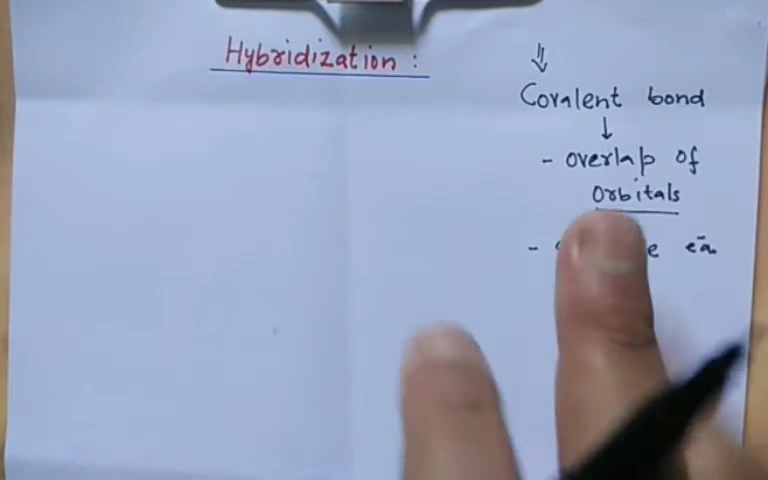 Hybridization :
⇓
Covalent bond
↓
- overlap of
orbitals
-